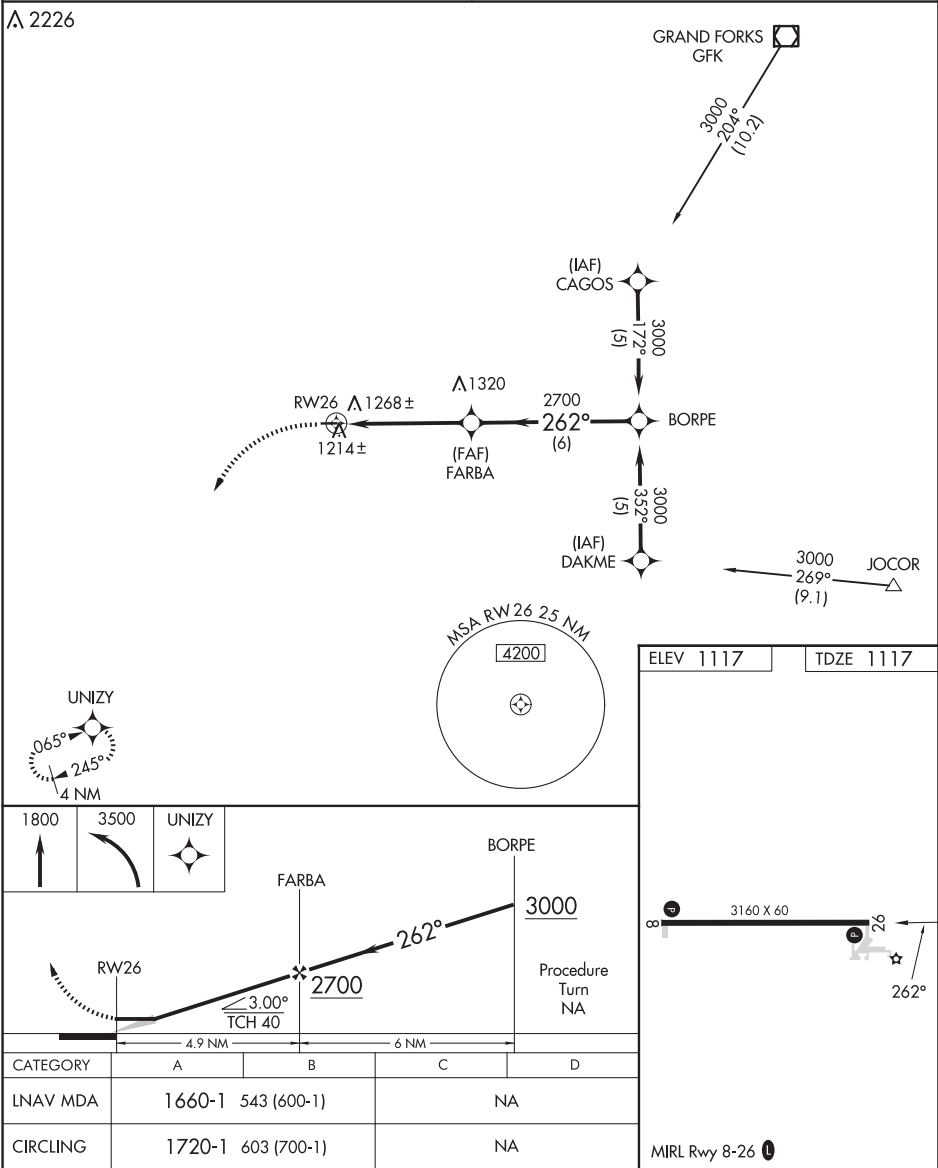 2226
GRAND FORKS
GFK
3000
204°
(10.2)
(IAF)
CAGOS
3000
172°
(5)
1320
RW26
1268±
2700
262°
(6)
BORPE
1214±
(FAF)
FARBA
3000
352°
(5)
(IAF)
DAKME
3000
269°
(9.1)
JOCOR
MSA RW26 25 NM
4200
ELEV 1117
TDZE 1117
UNIZY
065°
245°
4 NM
1800
3500
UNIZY
BORPE
FARBA
3000
262°
RW26
2700
Procedure
Turn
NA
3.00°
TCH 40
4.9 NM
6 NM
8
P
3160 X 60
P
26
262°
CATEGORY A B C D
LNAV MDA 1660-1 543 (600-1) NA
CIRCLING 1720-1 603 (700-1) NA
MIRL Rwy 8-26 L